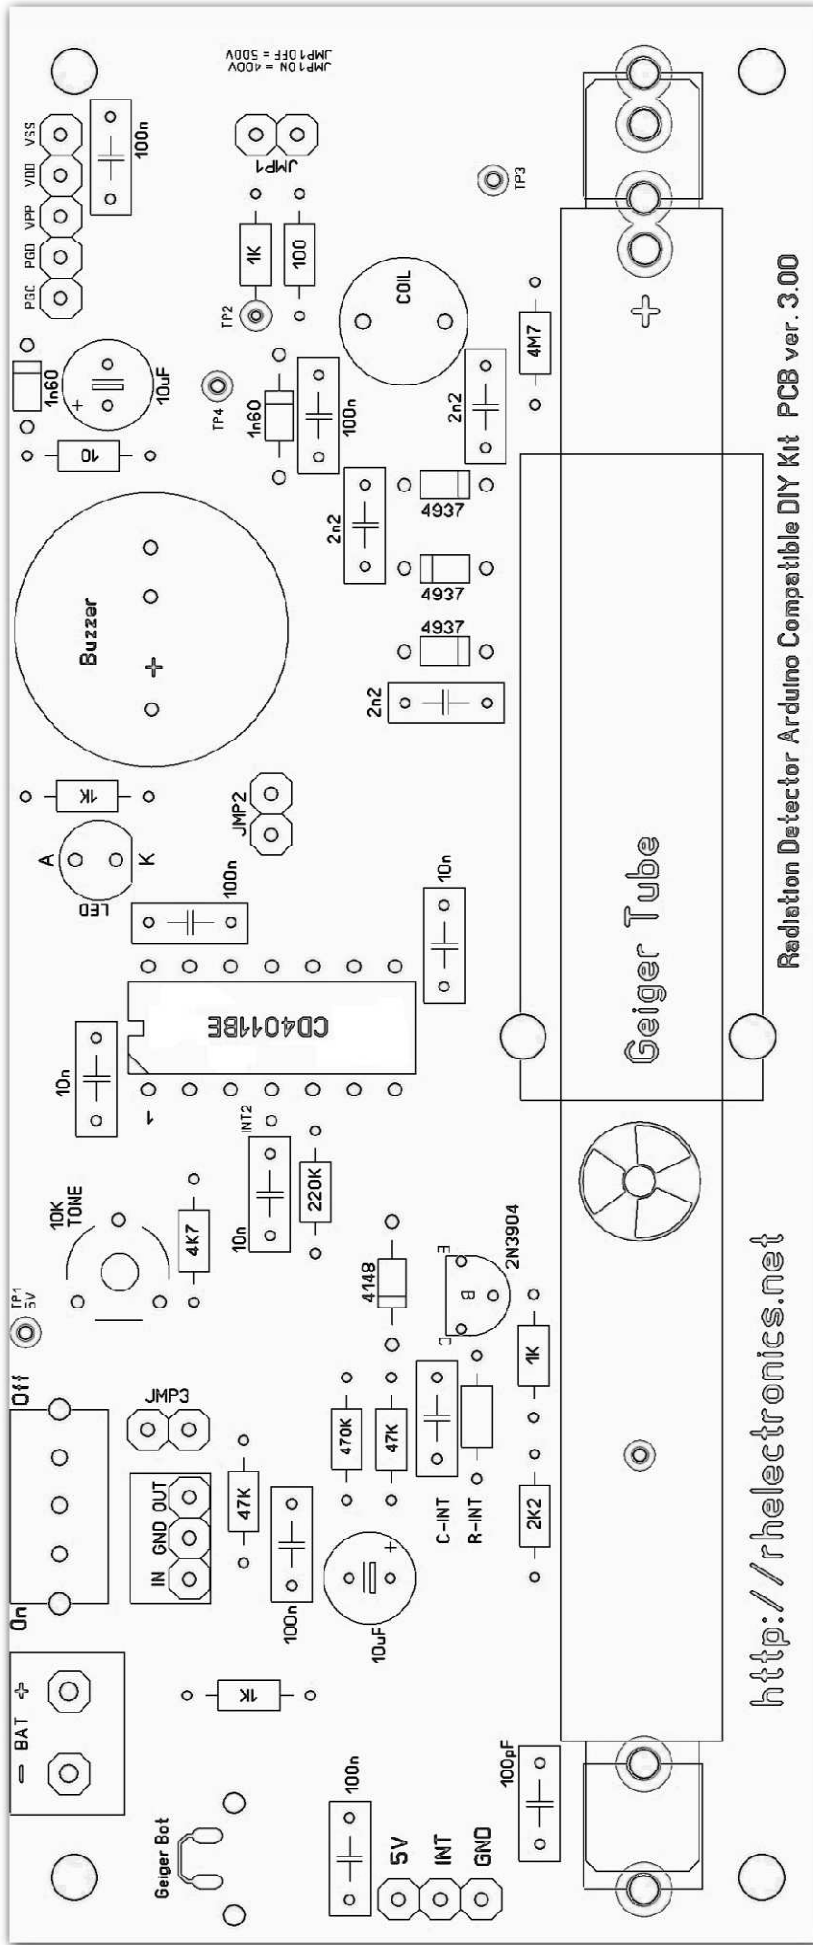 JMP1 ON = 400V
JMP1 OFF = 500V
VSS
VDD
VPP
PGD
PGC
100n
JMP1
TP3
1K
100
COIL
TP2
4M7
+
1n60
+
10uF
TP4
1n60
100n
2n2
10
2n2
4937
4937
4937
Buzzer
+
2n2
1K
JMP2
A
K
LED
100n
10n
CD4011BE
10n
1
INT2
10n
220K
10K
TONE
4K7
TP1
5V
4148
E
B
C
2N3904
1K
Off
On
JMP3
IN GND OUT
47K
470K
47K
C-INT
R-INT
2K2
100n
+
10uF
- BAT +
1K
100n
100pF
Geiger Bot
5V
INT
GND
Geiger Tube
Radiation Detector Arduino Compatible DIY Kit PCB ver. 3.00
http://rhelectronics.net